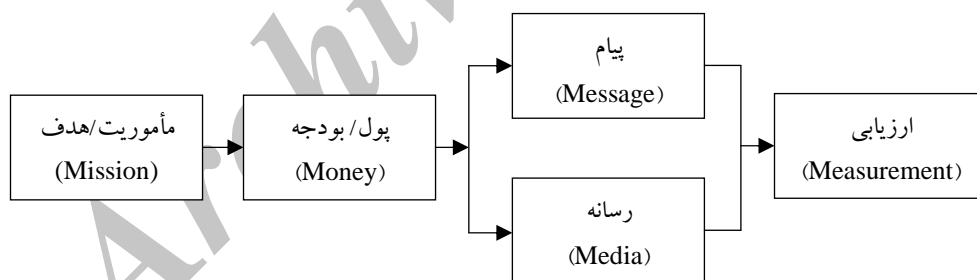 مأموریت/هدف
(Mission)
پول/بودجه
(Money)
پیام
(Message)
رسانه
(Media)
ارزیابی
(Measurement)